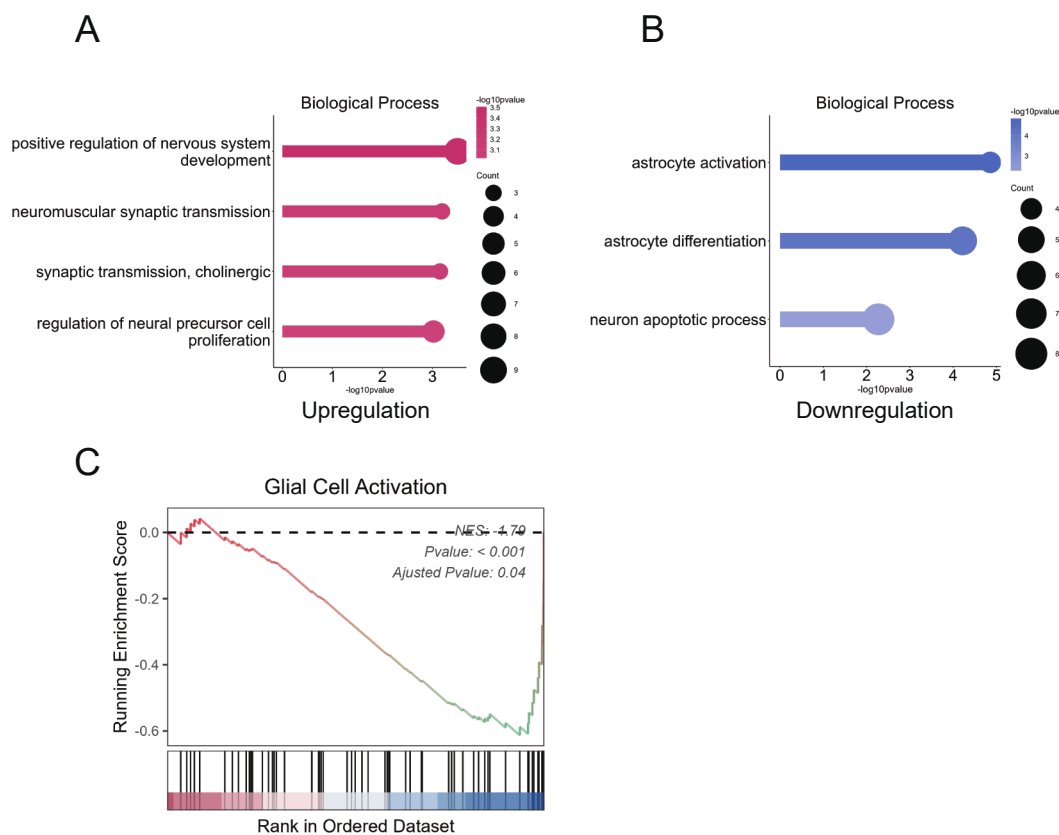 A
Biological Process
positive regulation of nervous system
development
neuromuscular synaptic transmission
synaptic transmission, cholinergic
regulation of neural precursor cell
proliferation
0 1 2 3
-log10pvalue
Upregulation
-log10pvalue
3.5
3.4
3.3
3.2
3.1
Count
3
4
5
6
7
8
9
B
Biological Process
astrocyte activation
astrocyte differentiation
neuron apoptotic process
0 1 2 3 4 5
-log10pvalue
Downregulation
-log10pvalue
4
3
Count
4
5
6
7
8
C
Glial Cell Activation
Running Enrichment Score
0.0
-0.2
-0.4
-0.6
NES: -1.79
Pvalue: < 0.001
Ajusted Pvalue: 0.04
Rank in Ordered Dataset